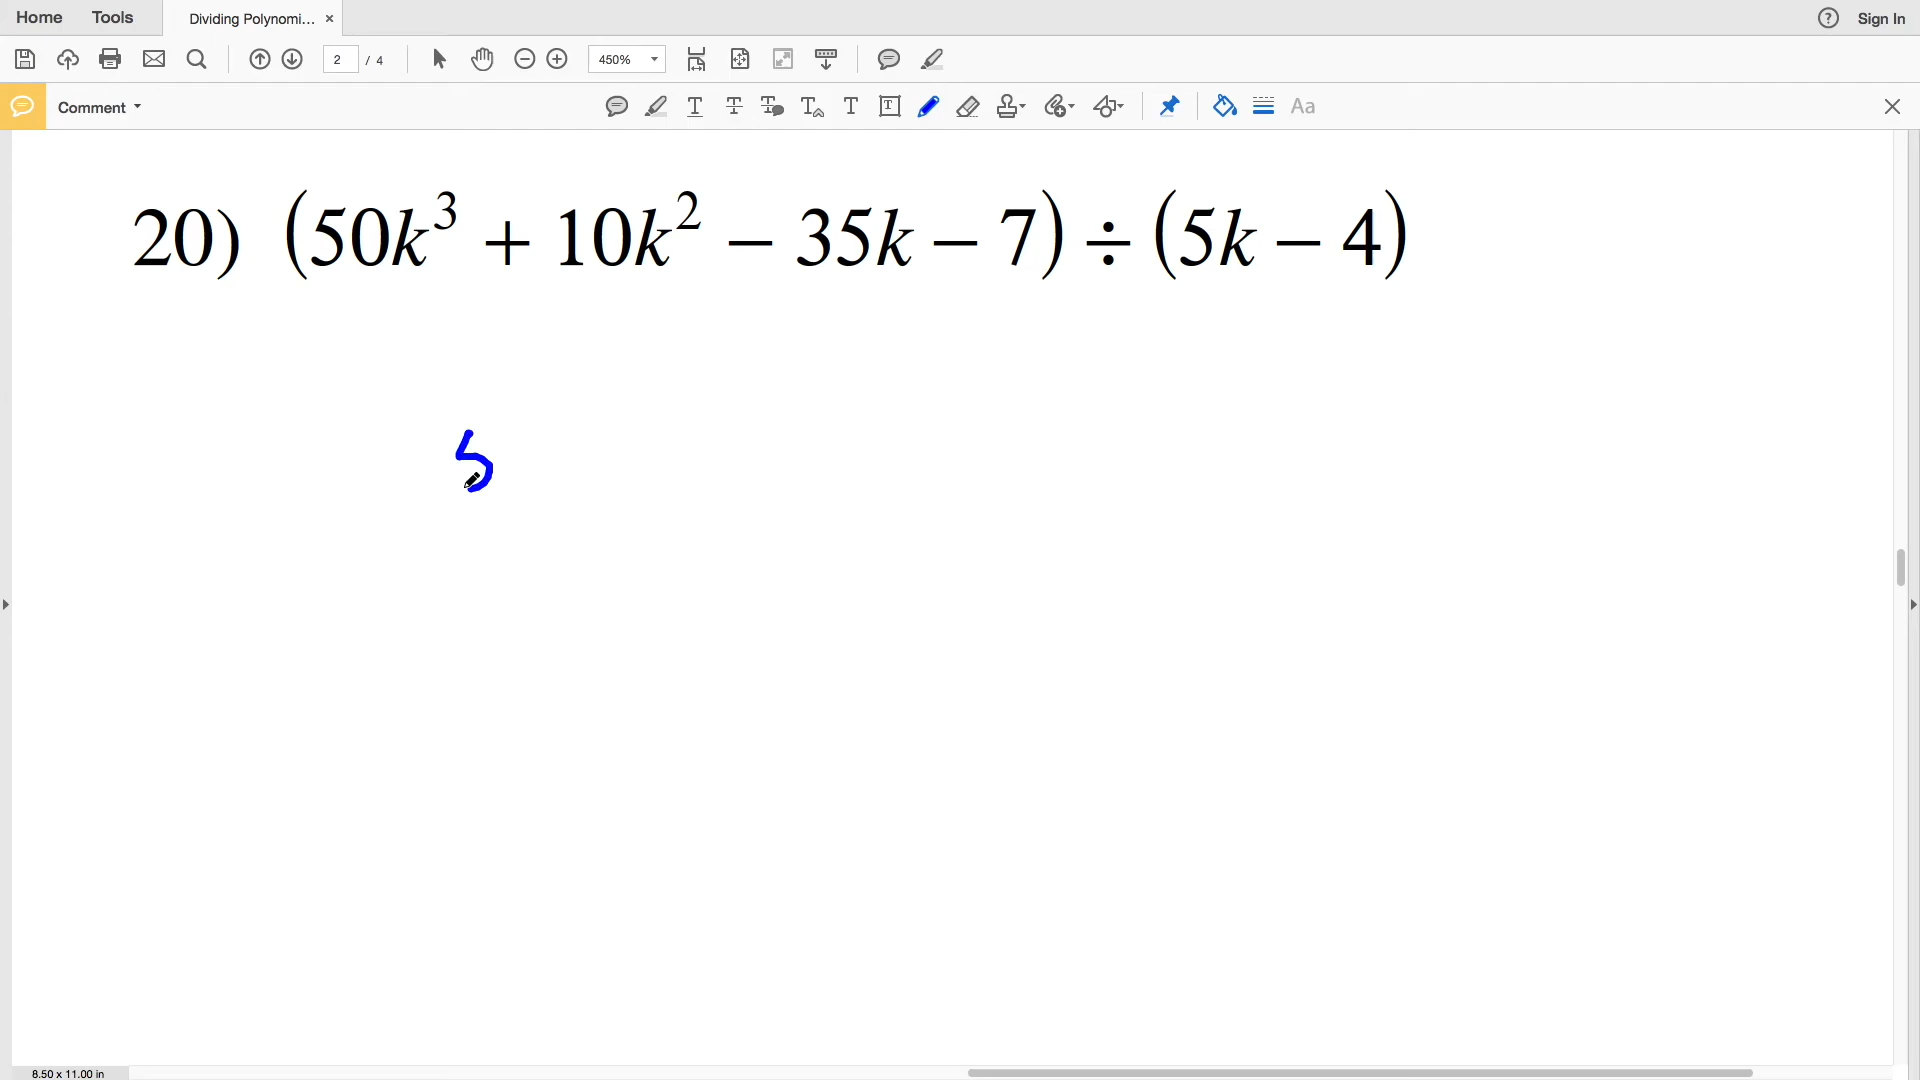 Home Tools Dividing Polynomi... × ? Sign In
2 / 4 450%
Comment T T T T T T Aa
20) (50k³ + 10k² − 35k − 7) ÷ (5k − 4)
5
8.50 x 11.00 in